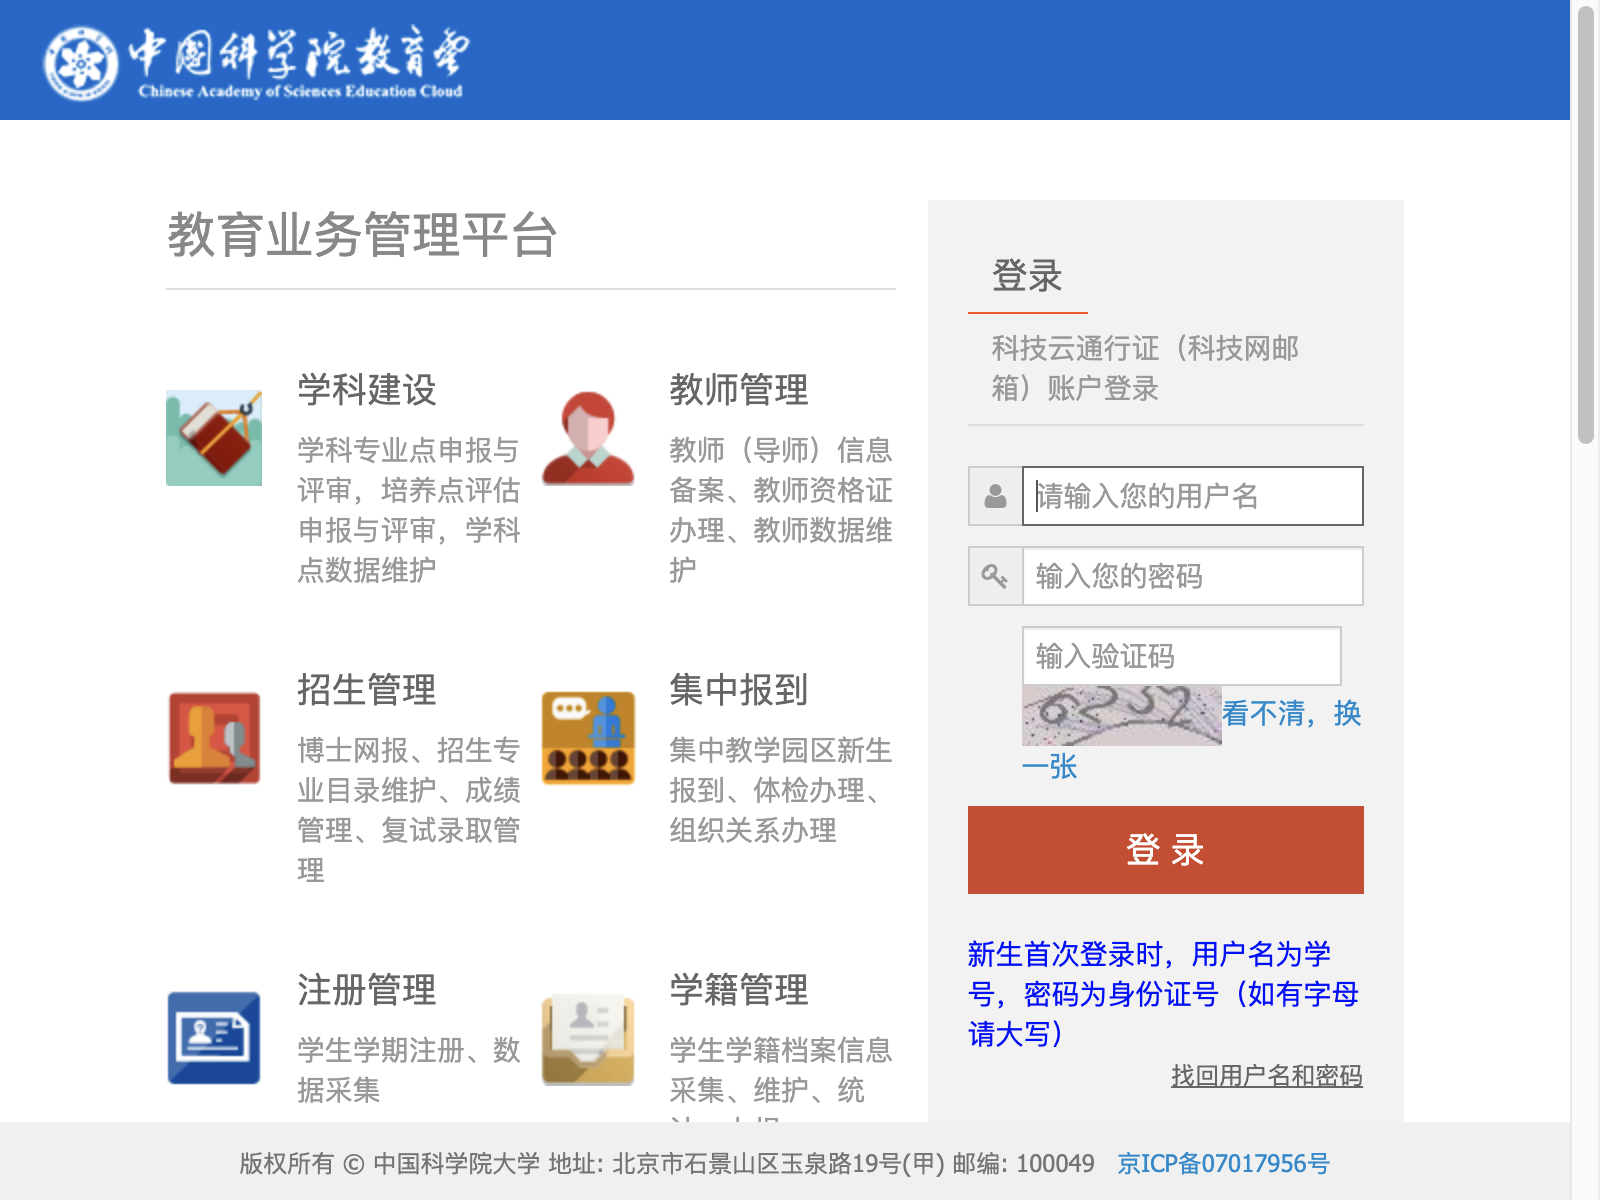 中国科学院教育云
Chinese Academy of Sciences Education Cloud
教育业务管理平台
学科建设
学科专业点申报与
评审，培养点评估
申报与评审，学科
点数据维护
教师管理
教师（导师）信息
备案、教师资格证
办理、教师数据维
护
招生管理
博士网报、招生专
业目录维护、成绩
管理、复试录取管
理
集中报到
集中教学园区新生
报到、体检办理、
组织关系办理
注册管理
学生学期注册、数
据采集
学籍管理
学生学籍档案信息
采集、维护、统
登录
科技云通行证（科技网邮
箱）账户登录
请输入您的用户名
输入您的密码
输入验证码
6232
看不清，换
一张
登 录
新生首次登录时，用户名为学
号，密码为身份证号（如有字母
请大写）
找回用户名和密码
版权所有 © 中国科学院大学 地址: 北京市石景山区玉泉路19号(甲) 邮编: 100049 京ICP备07017956号